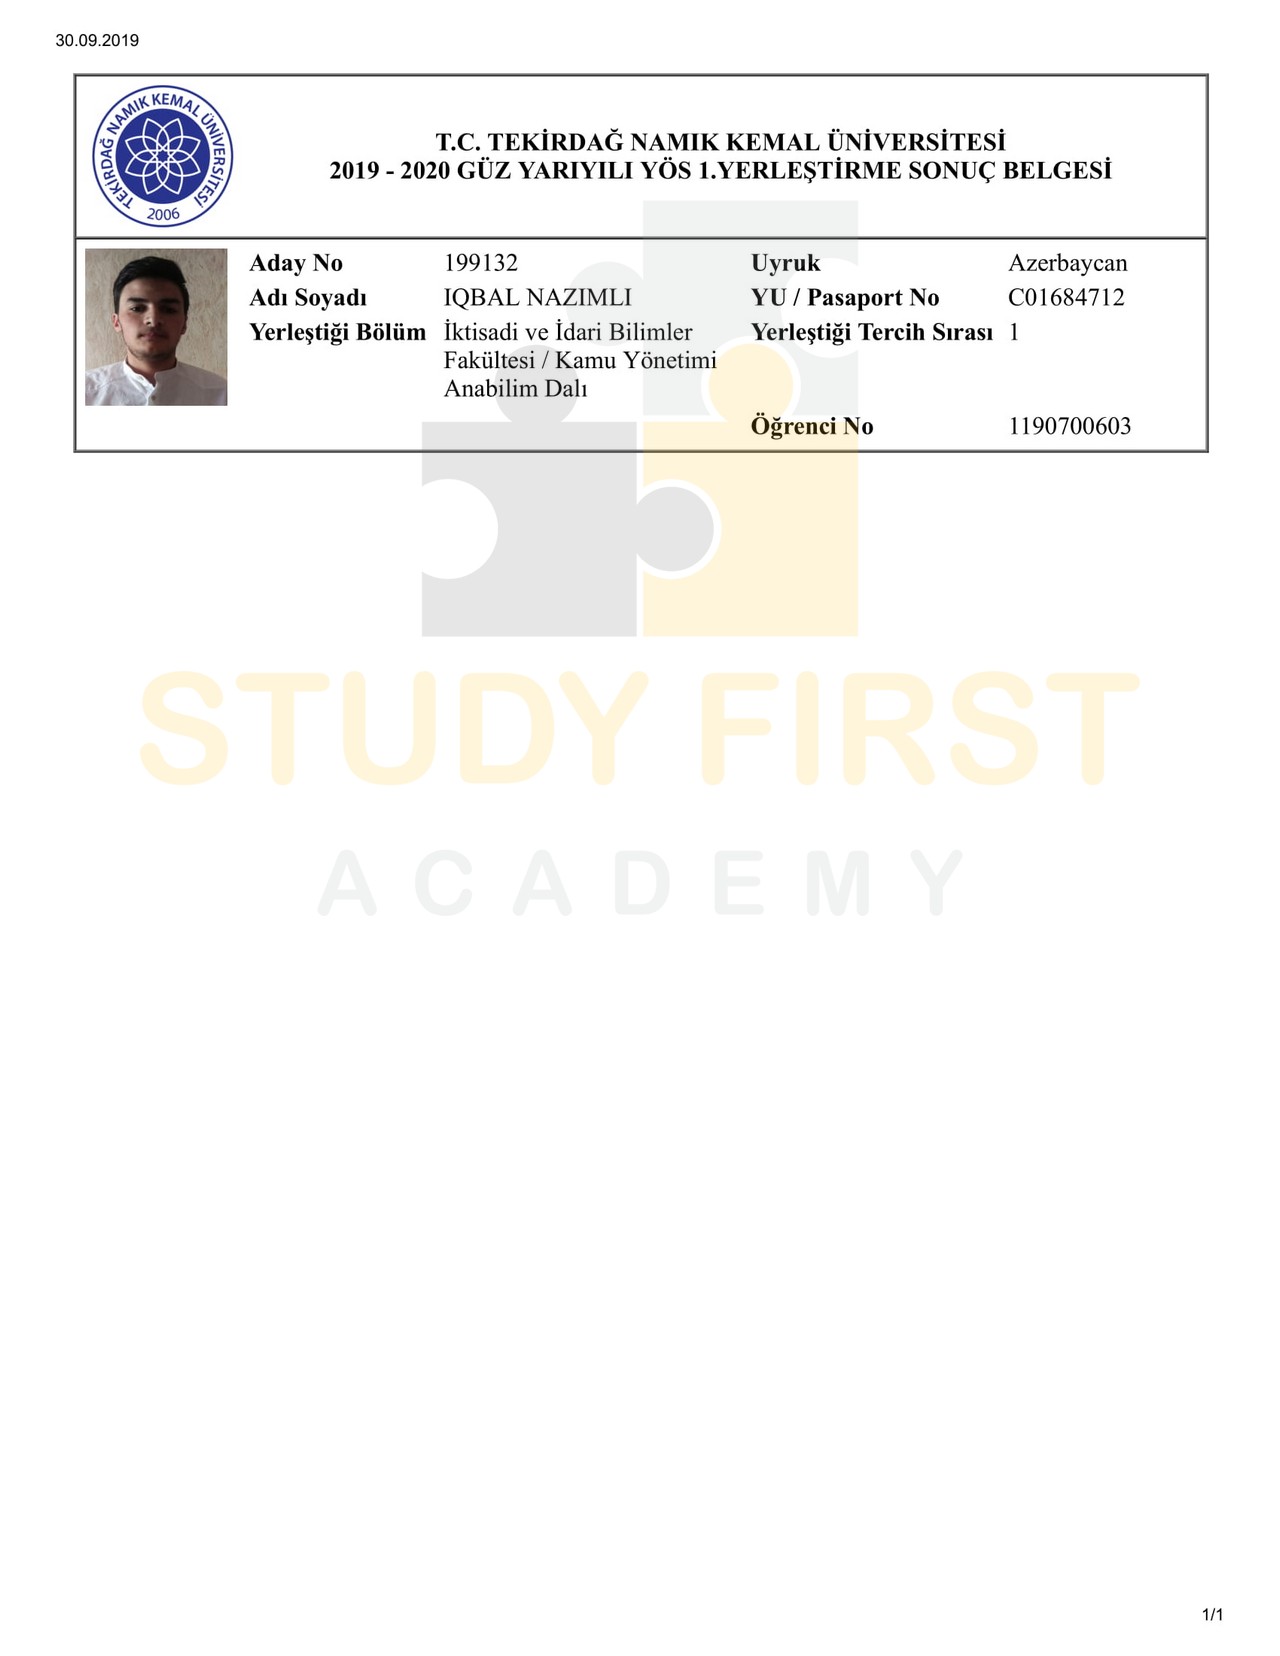 30.09.2019
TEKİRDAĞ NAMIK KEMAL ÜNİVERSİTESİ
2006
T.C. TEKİRDAĞ NAMIK KEMAL ÜNİVERSİTESİ
2019 - 2020 GÜZ YARIYILI YÖS 1.YERLEŞTİRME SONUÇ BELGESİ
Aday No 199132 Uyruk Azerbaycan
Adı Soyadı IQBAL NAZIMLI YU / Pasaport No C01684712
Yerleştiği Bölüm İktisadi ve İdari Bilimler Yerleştiği Tercih Sırası 1
Fakültesi / Kamu Yönetimi
Anabilim Dalı
Öğrenci No 1190700603
STUDY FIRST
ACADEMY
1/1